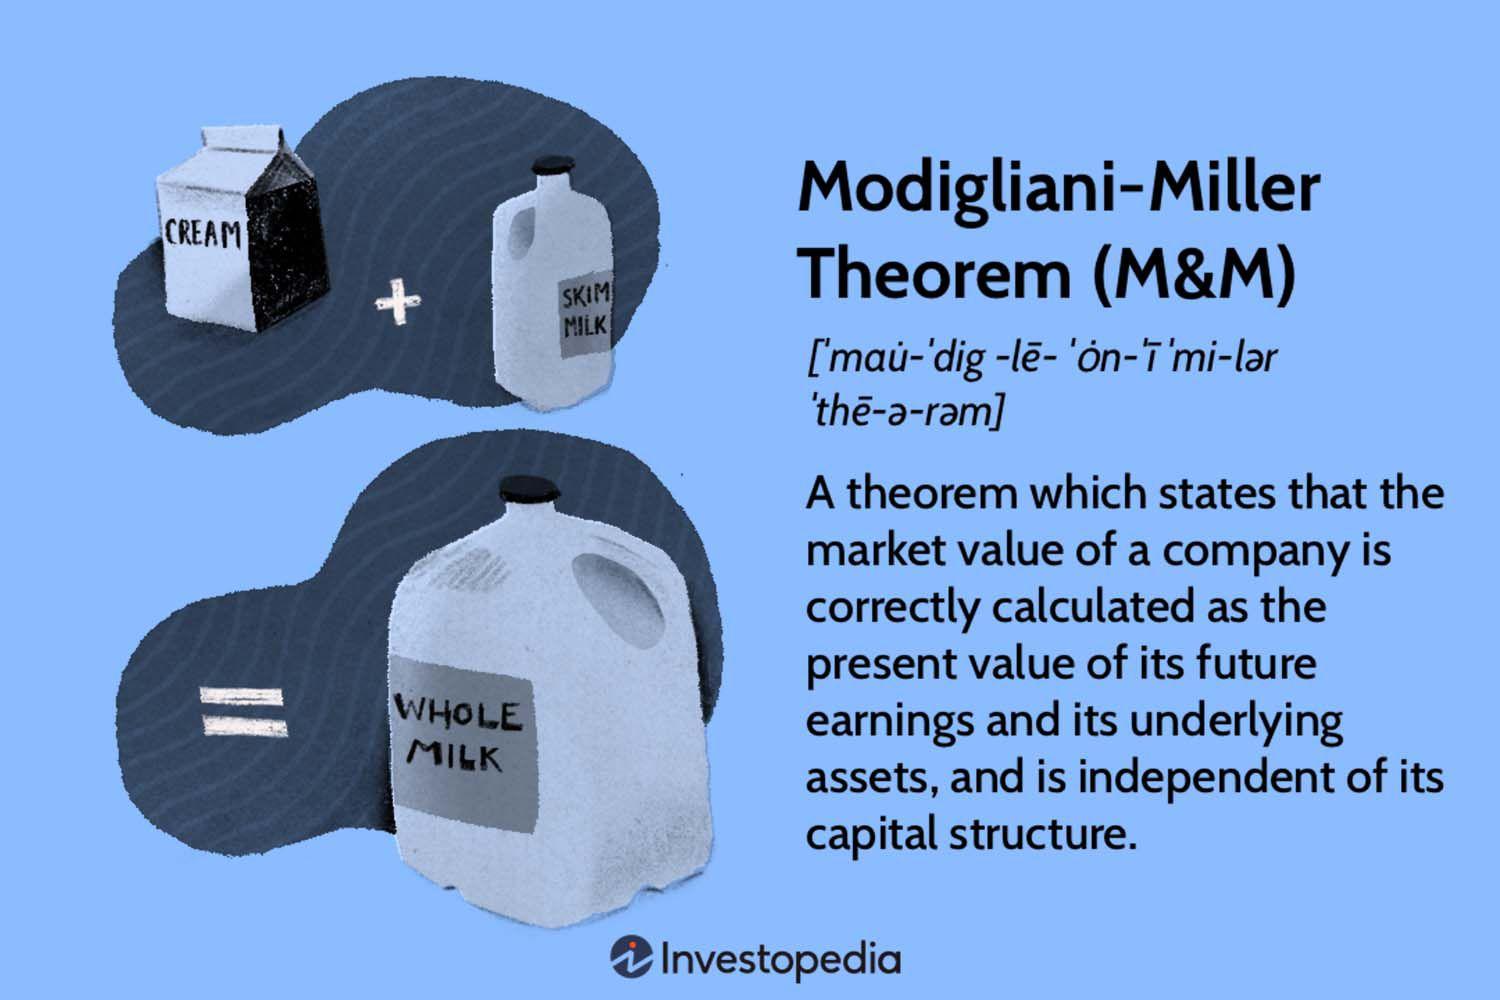 CREAM
+
SKIM
MILK
=
WHOLE
MILK
Modigliani-Miller
Theorem (M&M)
[ˈmau̇-ˈdig -lē- ˈȯn-ˈī ˈmi-lər
ˈthē-ə-rəm]
A theorem which states that the
market value of a company is
correctly calculated as the
present value of its future
earnings and its underlying
assets, and is independent of its
capital structure.
Investopedia